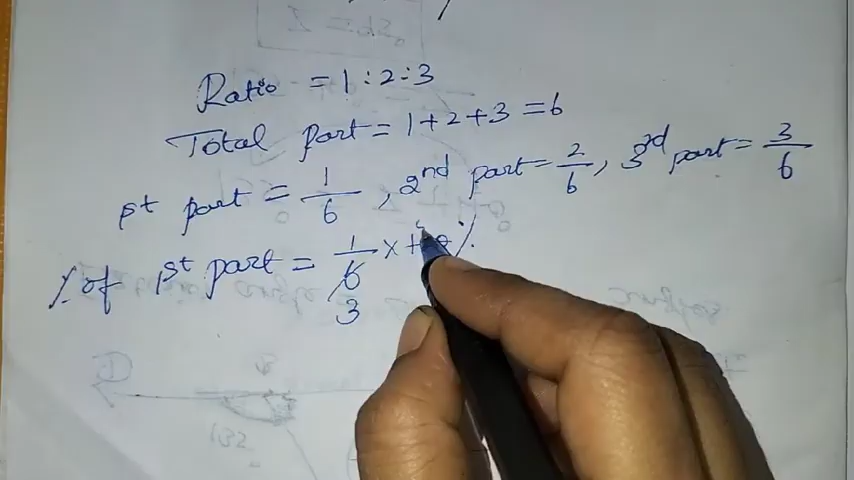 Ratio = 1:2:3
Total part = 1+2+3 = 6
1st part = 1/6, 2nd part = 2/6, 3rd part = 3/6
% of 1st part = 1/6 x
3